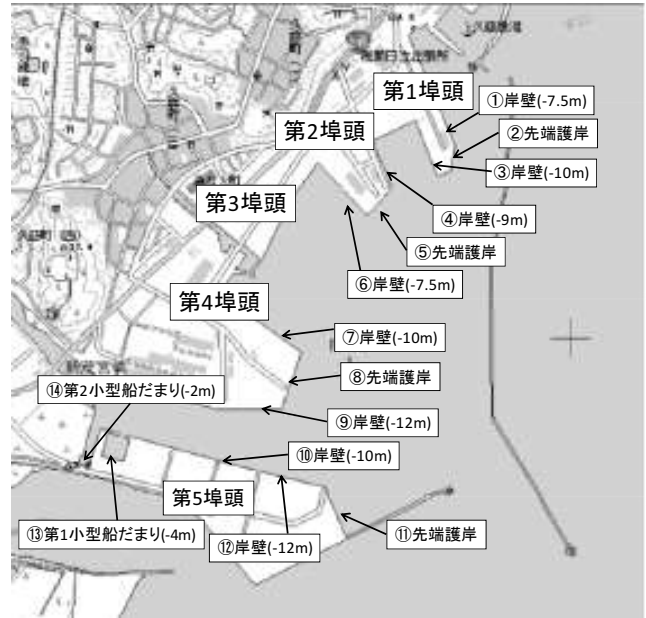 第1埠頭
①岸壁(-7.5m)
第2埠頭
②先端護岸
③岸壁(-10m)
第3埠頭
④岸壁(-9m)
⑤先端護岸
⑥岸壁(-7.5m)
第4埠頭
⑦岸壁(-10m)
⑧先端護岸
⑭第2小型船だまり(-2m)
⑨岸壁(-12m)
⑩岸壁(-10m)
第5埠頭
⑬第1小型船だまり(-4m)
⑫岸壁(-12m)
⑪先端護岸